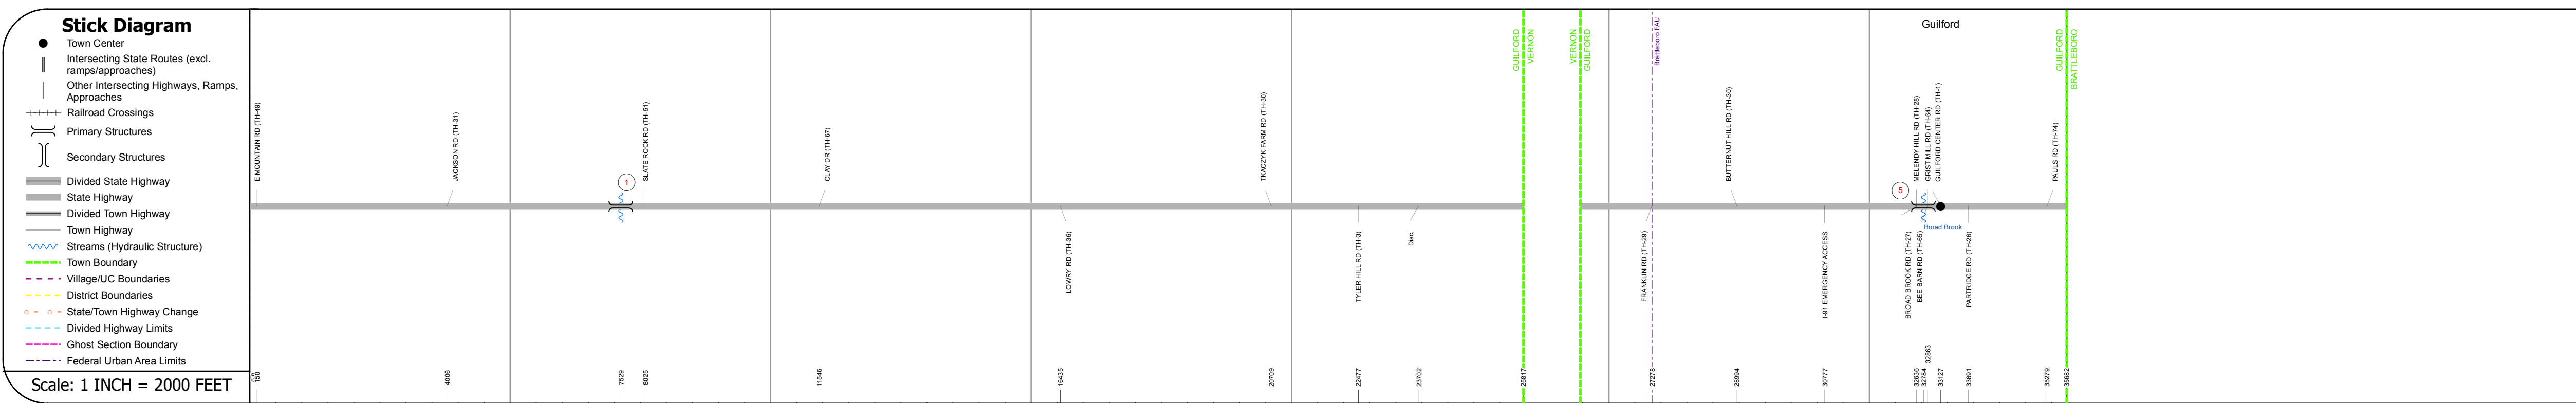 Stick Diagram
Town Center
Intersecting State Routes (excl.
ramps/approaches)
Other Intersecting Highways, Ramps,
Approaches
Railroad Crossings
Primary Structures
Secondary Structures
Divided State Highway
State Highway
Divided Town Highway
Town Highway
Streams (Hydraulic Structure)
Town Boundary
Village/UC Boundaries
District Boundaries
State/Town Highway Change
Divided Highway Limits
Ghost Section Boundary
Federal Urban Area Limits
Scale: 1 INCH = 2000 FEET
E MOUNTAIN RD (TH-49)
JACKSON RD (TH-31)
1
SLATE ROCK RD (TH-51)
CLAY DR (TH-67)
LOWRY RD (TH-36)
TKACZYK FARM RD (TH-30)
TYLER HILL RD (TH-3)
Disc.
GUILFORD
VERNON
VERNON
GUILFORD
FRANKLIN RD (TH-29)
Brattleboro FAU
BUTTERNUT HILL RD (TH-30)
I-91 EMERGENCY ACCESS
Guilford
5
BROAD BROOK RD (TH-27)
MELENDY HILL RD (TH-28)
BEE BARN RD (TH-65)
GRIST MILL RD (TH-64)
GUILFORD CENTER RD (TH-1)
Broad Brook
PARTRIDGE RD (TH-26)
PAULS RD (TH-74)
GUILFORD
BRATTLEBORO
150
4006
7529
8025
11546
16435
20709
22477
23702
25817
27278
28994
30777
32636
32784
32863
33127
33691
35279
35682